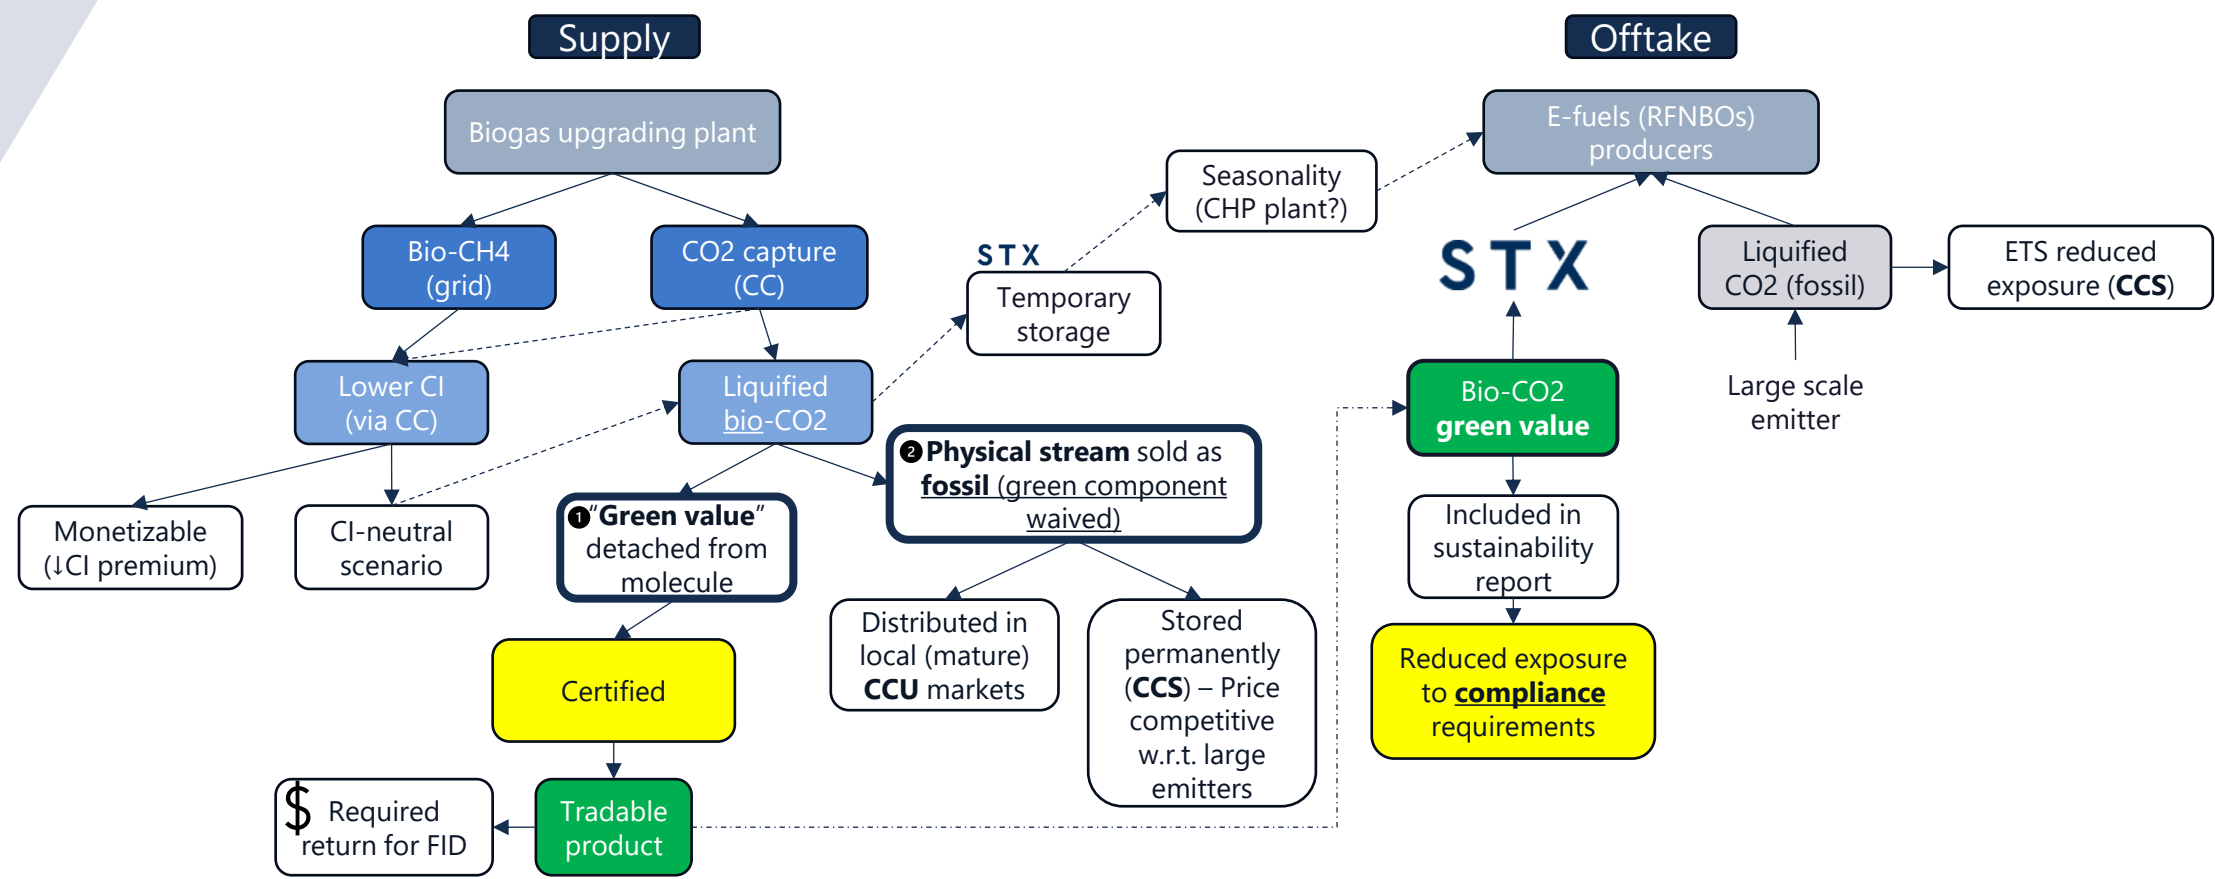 Supply
Offtake
Biogas upgrading plant
E-fuels (RFNBOs)
producers
Seasonality
(CHP plant?)
Bio-CH4
(grid)
CO2 capture
(CC)
STX
Temporary
storage
STX
Liquified
CO2 (fossil)
ETS reduced
exposure (CCS)
Lower CI
(via CC)
Liquified
bio-CO2
Bio-CO2
green value
Large scale
emitter
Monetizable
(↓CI premium)
CI-neutral
scenario
❶“Green value“
detached from
molecule
❷Physical stream sold as
fossil (green component
waived)
Included in
sustainability
report
Certified
Distributed in
local (mature)
CCU markets
Stored
permanently
(CCS) – Price
competitive
w.r.t. large
emitters
Reduced exposure
to compliance
requirements
$ Required
return for FID
Tradable
product